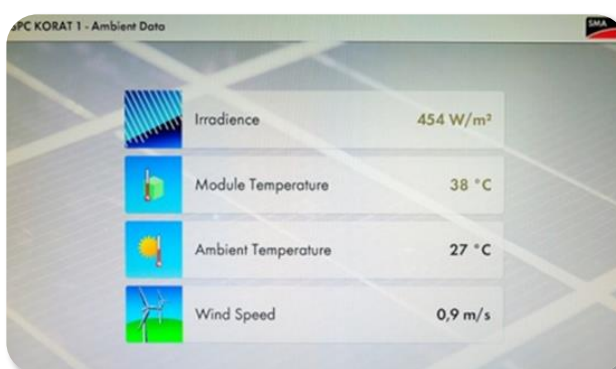 SPC KORAT 1 - Ambient Data
SMA
Irradience 454 W/m²
Module Temperature 38 °C
Ambient Temperature 27 °C
Wind Speed 0,9 m/s